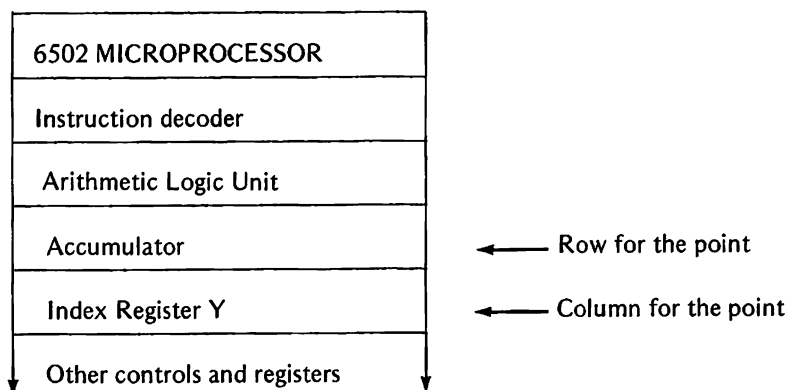 6502 MICROPROCESSOR
Instruction decoder
Arithmetic Logic Unit
Accumulator
Row for the point
Index Register Y
Column for the point
Other controls and registers